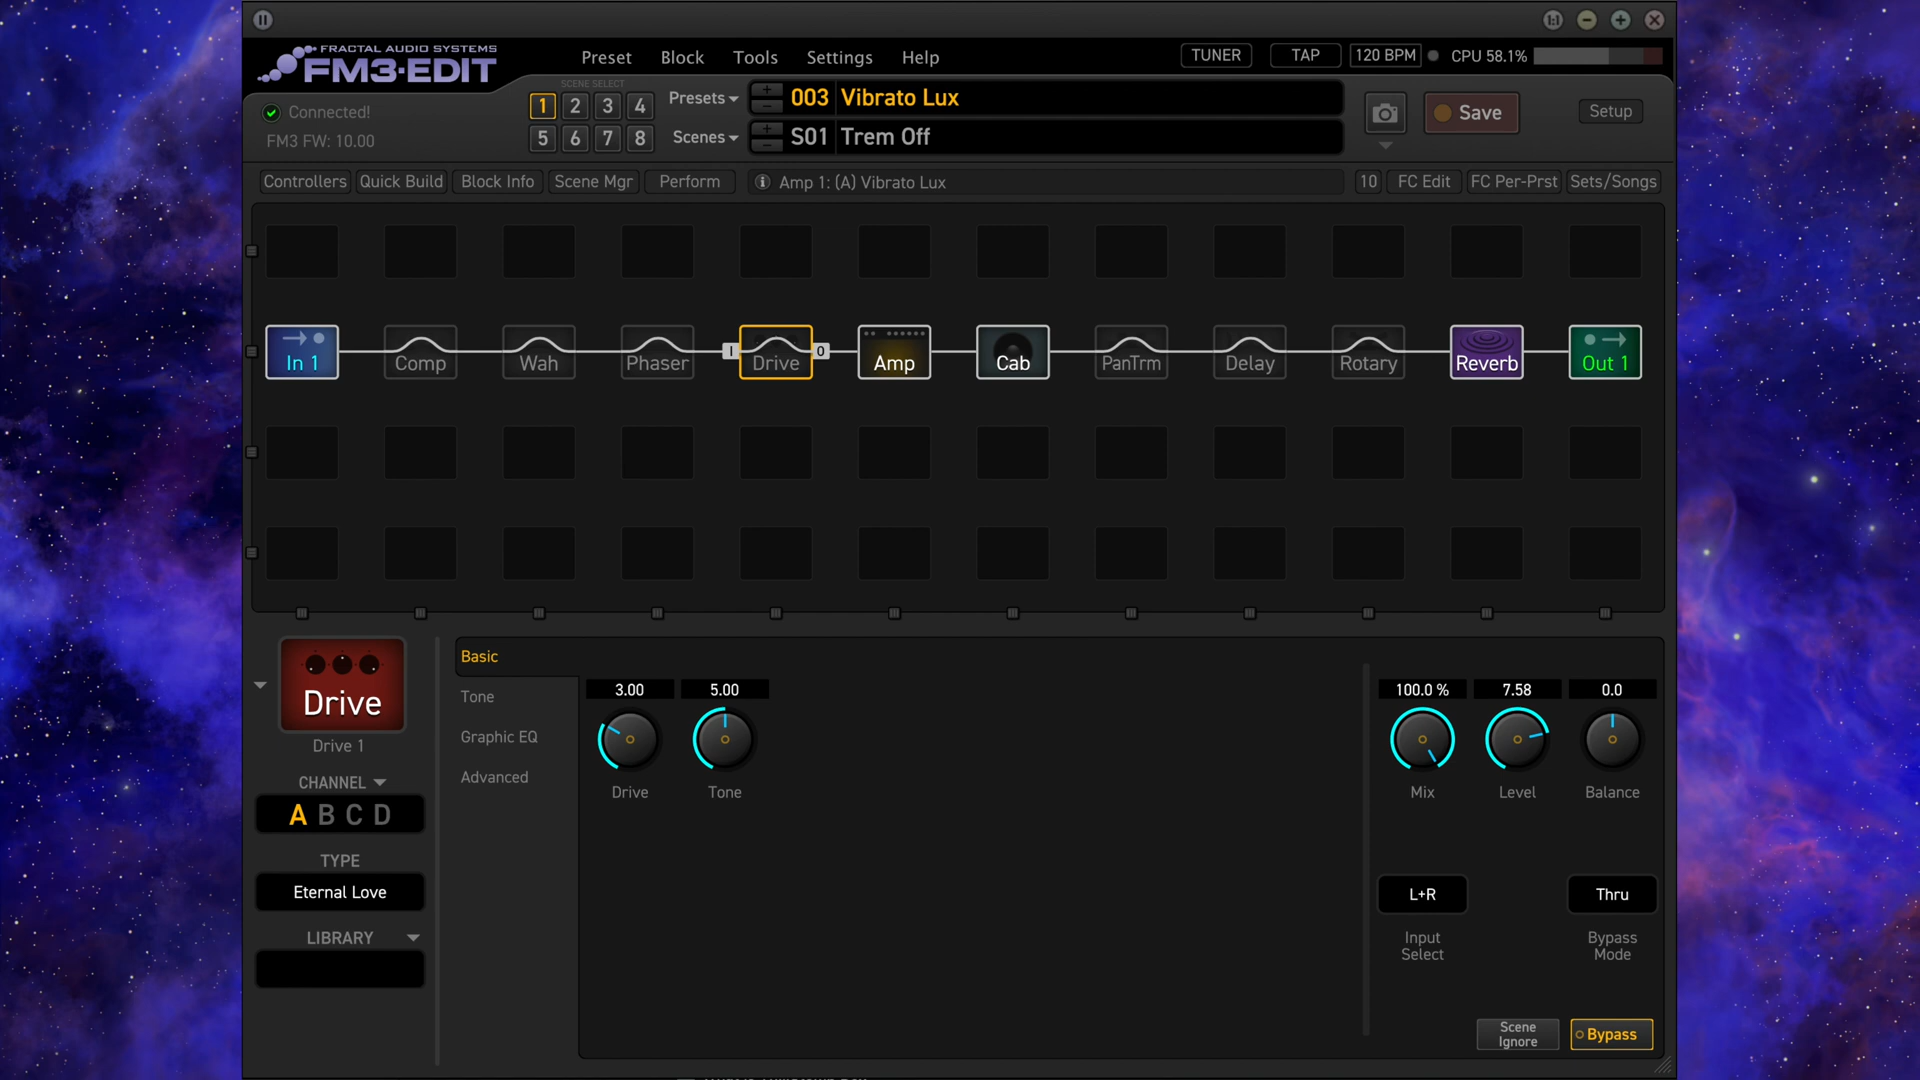 FRACTAL AUDIO SYSTEMS
FM3-EDIT
Preset Block Tools Settings Help
TUNER TAP 120 BPM CPU 58.1%
Connected!
FM3 FW: 10.00
SCENE SELECT
1 2 3 4
5 6 7 8
Presets 003 Vibrato Lux
Scenes S01 Trem Off
Save
Setup
Controllers Quick Build Block Info Scene Mgr Perform Amp 1: (A) Vibrato Lux 10 FC Edit FC Per-Prst Sets/Songs
In 1 Comp Wah Phaser I Drive O Amp Cab PanTrm Delay Rotary Reverb Out 1
Drive
Drive 1
CHANNEL
A B C D
TYPE
Eternal Love
LIBRARY
Basic
Tone
Graphic EQ
Advanced
3.00 5.00
Drive Tone
100.0 % 7.58 0.0
Mix Level Balance
L+R Thru
Input Select
Bypass Mode
Scene Ignore
Bypass